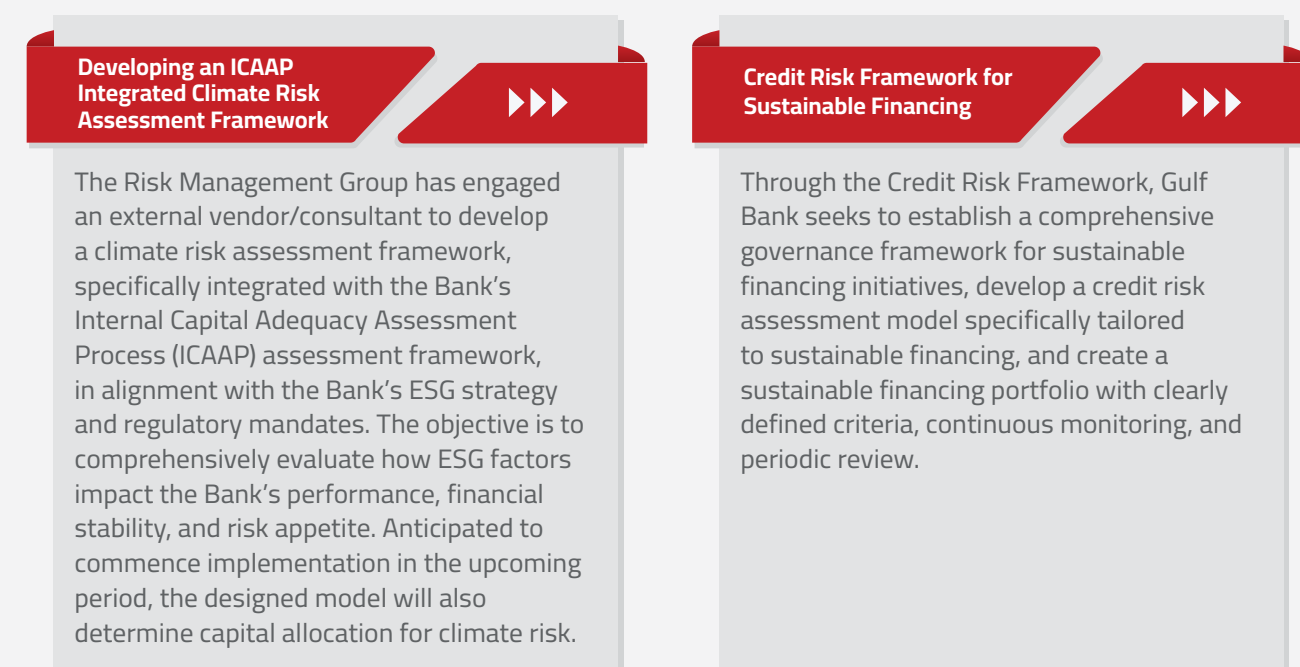 Developing an ICAAP
Integrated Climate Risk
Assessment Framework
The Risk Management Group has engaged
an external vendor/consultant to develop
a climate risk assessment framework,
specifically integrated with the Bank’s
Internal Capital Adequacy Assessment
Process (ICAAP) assessment framework,
in alignment with the Bank’s ESG strategy
and regulatory mandates. The objective is to
comprehensively evaluate how ESG factors
impact the Bank’s performance, financial
stability, and risk appetite. Anticipated to
commence implementation in the upcoming
period, the designed model will also
determine capital allocation for climate risk.
Credit Risk Framework for
Sustainable Financing
Through the Credit Risk Framework, Gulf
Bank seeks to establish a comprehensive
governance framework for sustainable
financing initiatives, develop a credit risk
assessment model specifically tailored
to sustainable financing, and create a
sustainable financing portfolio with clearly
defined criteria, continuous monitoring, and
periodic review.